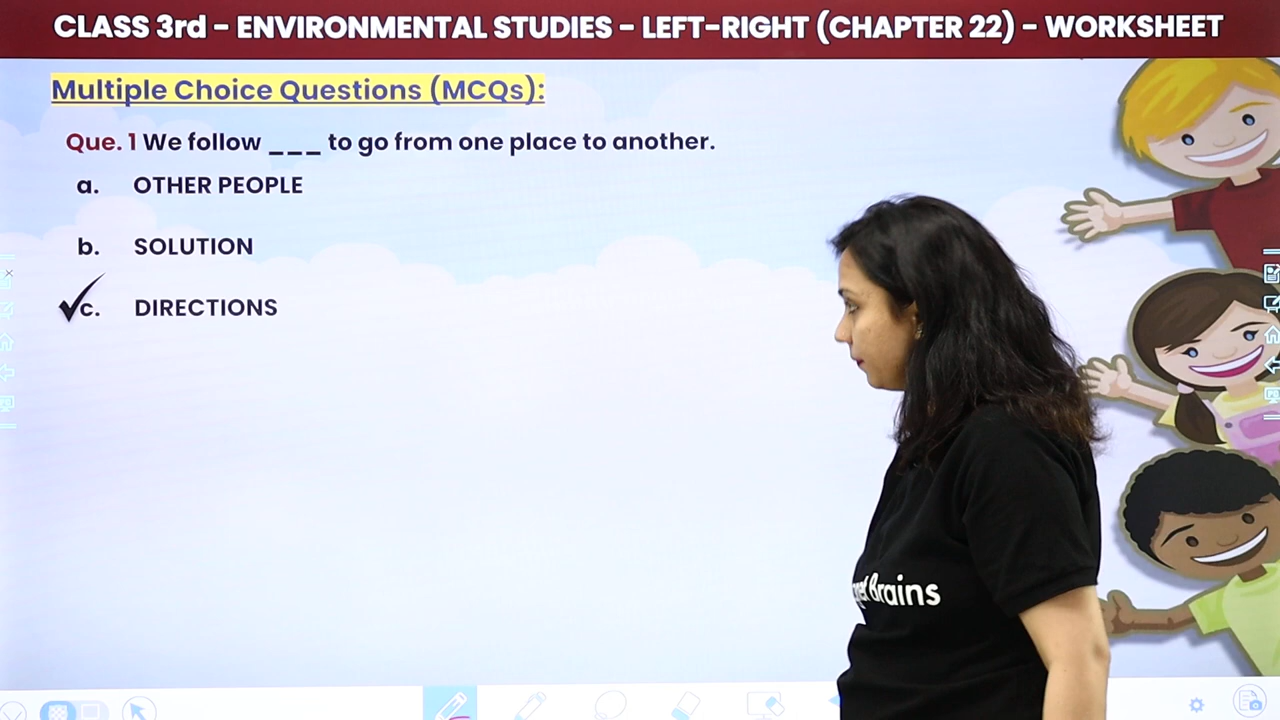 CLASS 3rd - ENVIRONMENTAL STUDIES - LEFT-RIGHT (CHAPTER 22) - WORKSHEET
Multiple Choice Questions (MCQs):
Que. 1 We follow ___ to go from one place to another.
a. OTHER PEOPLE
b. SOLUTION
c. DIRECTIONS
Brains